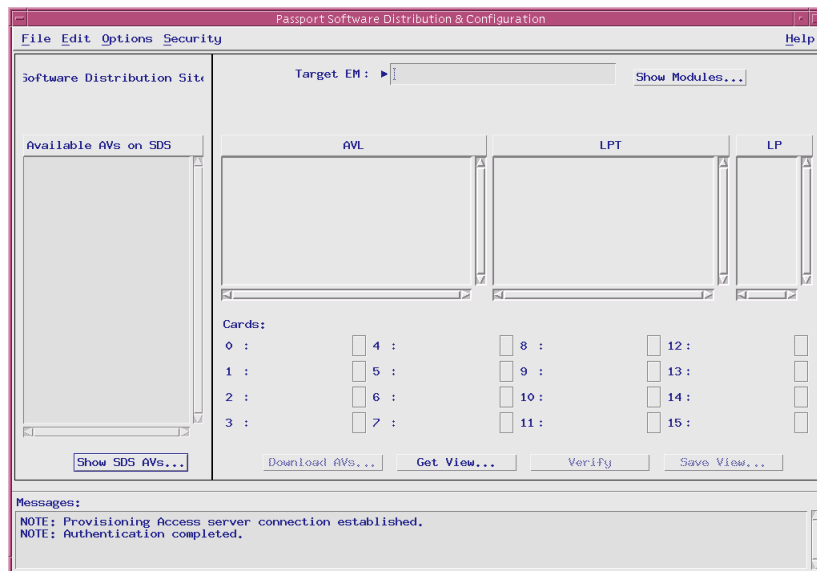 Passport Software Distribution & Configuration
File Edit Options Security Help
Software Distribution Site
Target EM: Show Modules...
Available AVs on SDS
AVL LPT LP
Cards:
0 : 4 : 8 : 12 :
1 : 5 : 9 : 13 :
2 : 6 : 10 : 14 :
3 : 7 : 11 : 15 :
Show SDS AVs... Download AVs... Get View... Verify Save View...
Messages:
NOTE: Provisioning Access server connection established.
NOTE: Authentication completed.